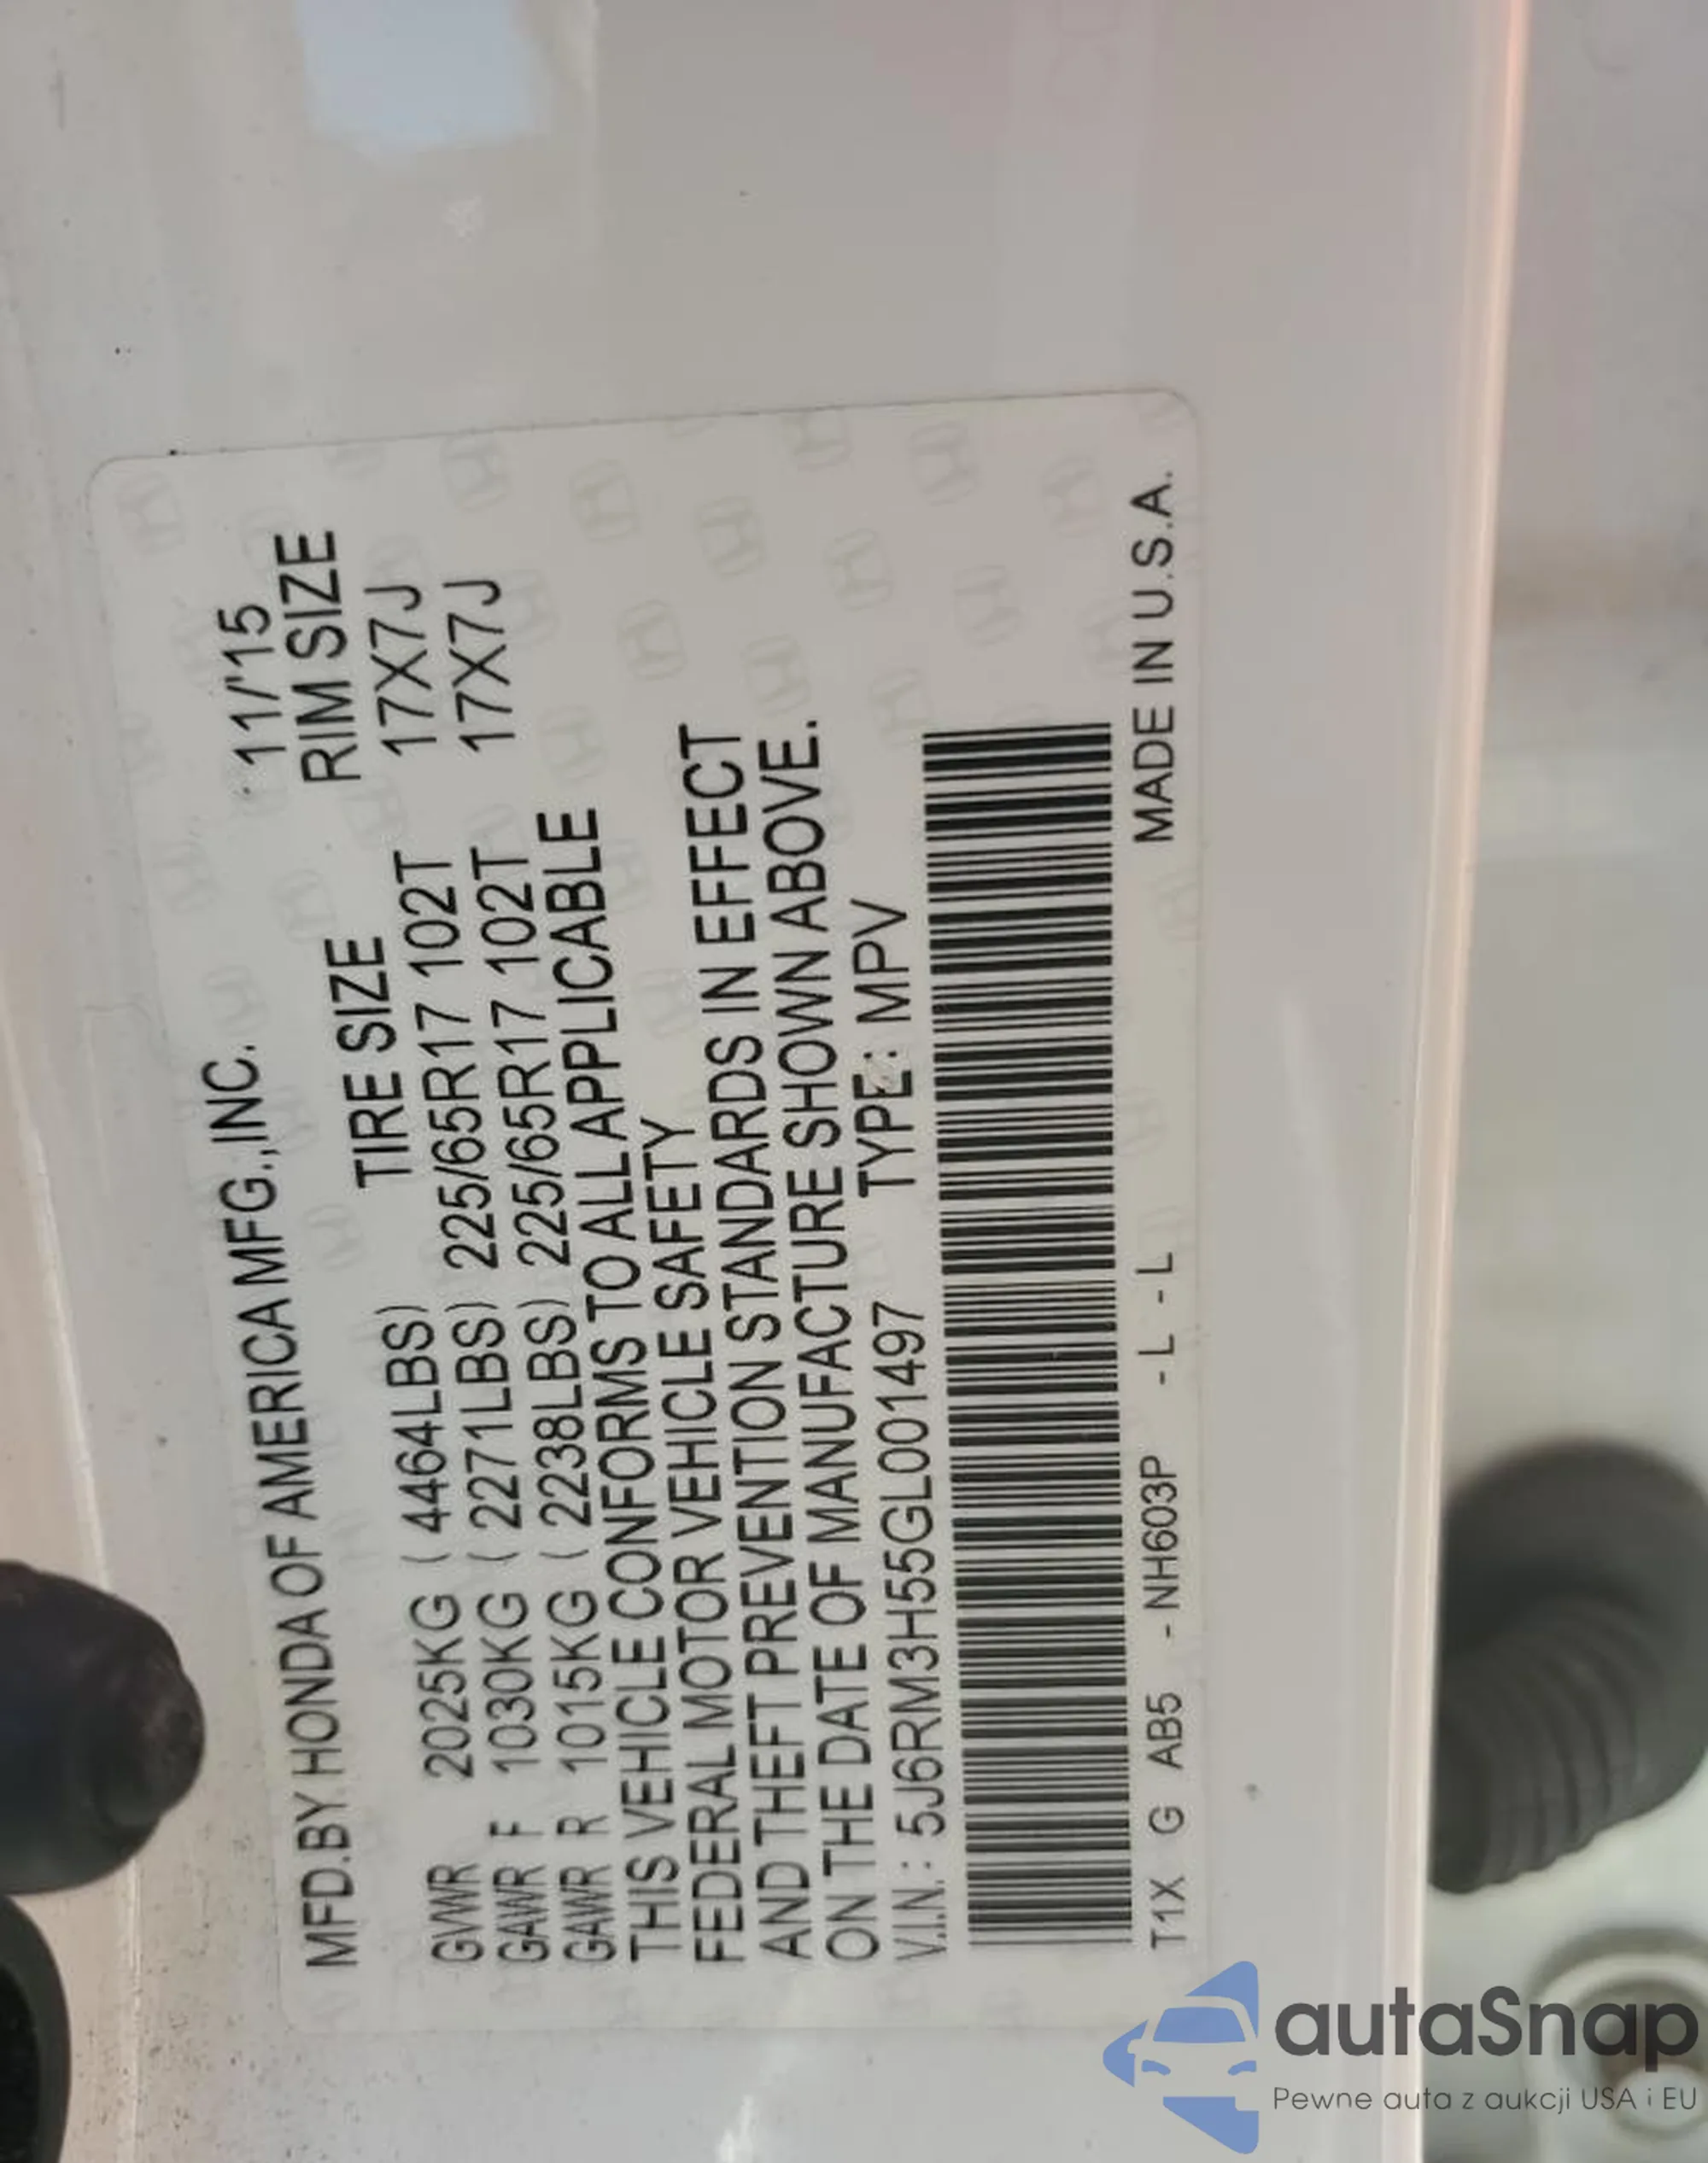 MFD.BY HONDA OF AMERICA MFG.,INC. 11/'15
TIRE SIZE RIM SIZE
GVWR 2025KG ( 4464LBS)
GAWR F 1030KG ( 2271LBS) 225/65R17 102T 17X7J
GAWR R 1015KG ( 2238LBS) 225/65R17 102T 17X7J
THIS VEHICLE CONFORMS TO ALL APPLICABLE
FEDERAL MOTOR VEHICLE SAFETY
AND THEFT PREVENTION STANDARDS IN EFFECT
ON THE DATE OF MANUFACTURE SHOWN ABOVE.
V.I.N.: 5J6RM3H55GL001497 TYPE: MPV
T1X G AB5 -NH603P -L -L MADE IN U.S.A.
autaSnap
Pewne auta z aukcji USA i EU